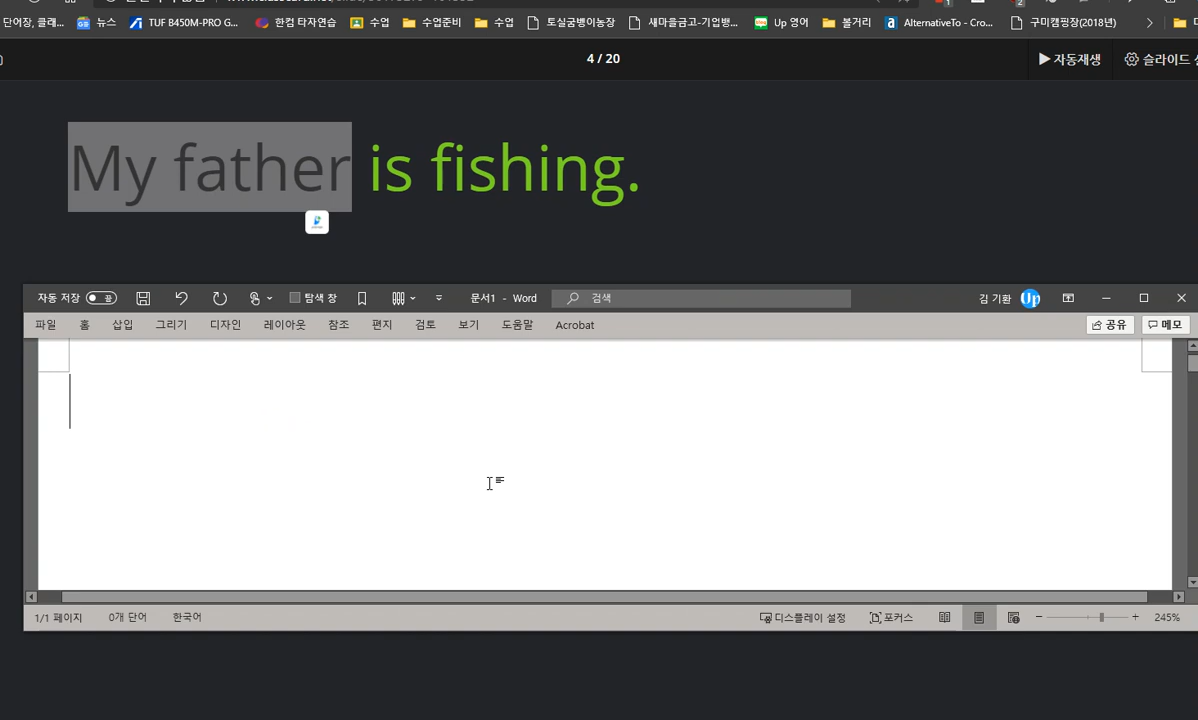 단어장, 클래... 뉴스 TUF B450M-PRO G... 한컴 타자연습 수업 수업준비 수업 토실굼벵이농장 새마을금고-기업뱅... Up 영어 볼거리 AlternativeTo - Cro... 구미캠핑장(2018년)
4 / 20 자동재생 슬라이드
My father is fishing.
자동 저장 끔 탐색 창 문서1 - Word 검색 김 기환 Up
파일 홈 삽입 그리기 디자인 레이아웃 참조 편지 검토 보기 도움말 Acrobat 공유 메모
1/1 페이지 0개 단어 한국어 디스플레이 설정 포커스 245%